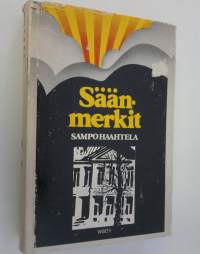 Sään-
merkit
SAMPO HAAHTELA
WSOY